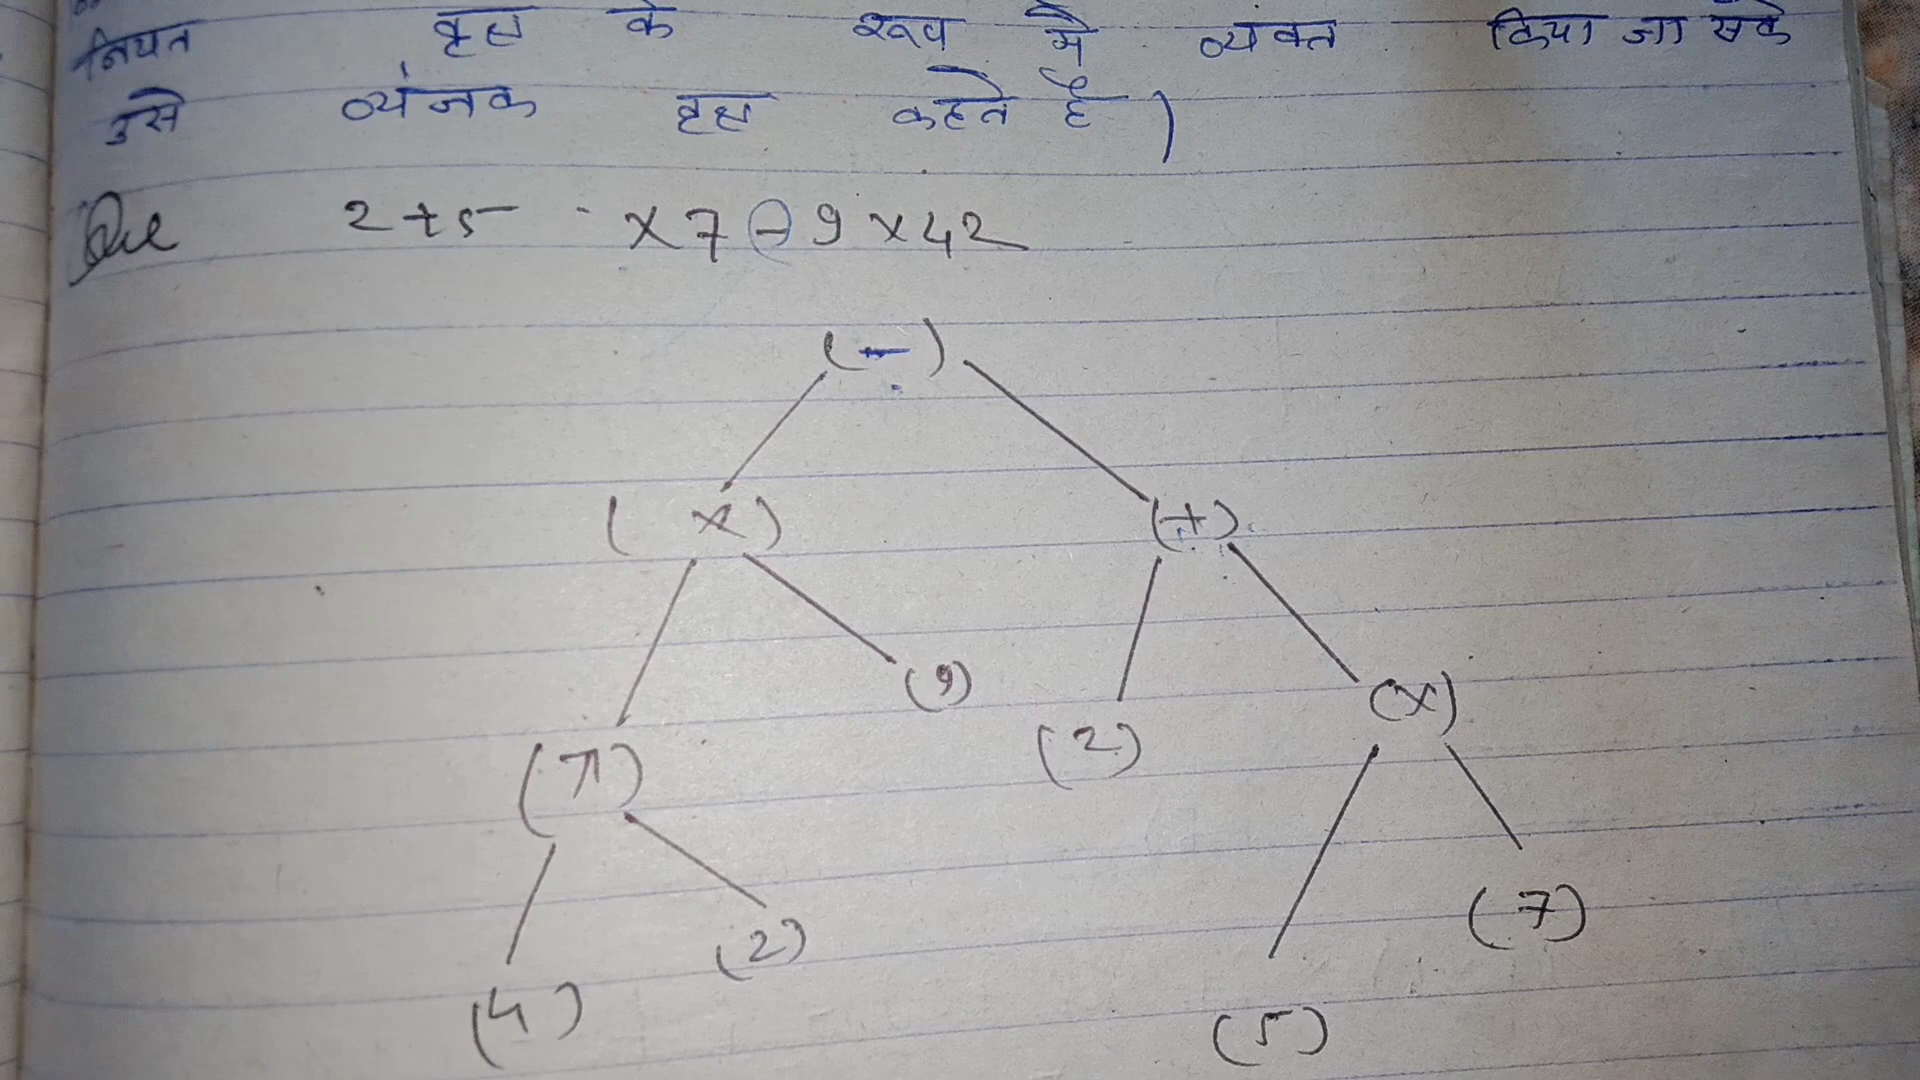 नियत वृक्ष के रूप में व्यक्त किया जा सके
उसे व्यंजक वृक्ष कहते है।
Que 2+5 × 7 - 9 × 42
(-)
( × ) (+)
(9) (×)
(2)
(7)
(2) (7)
(4) (5)